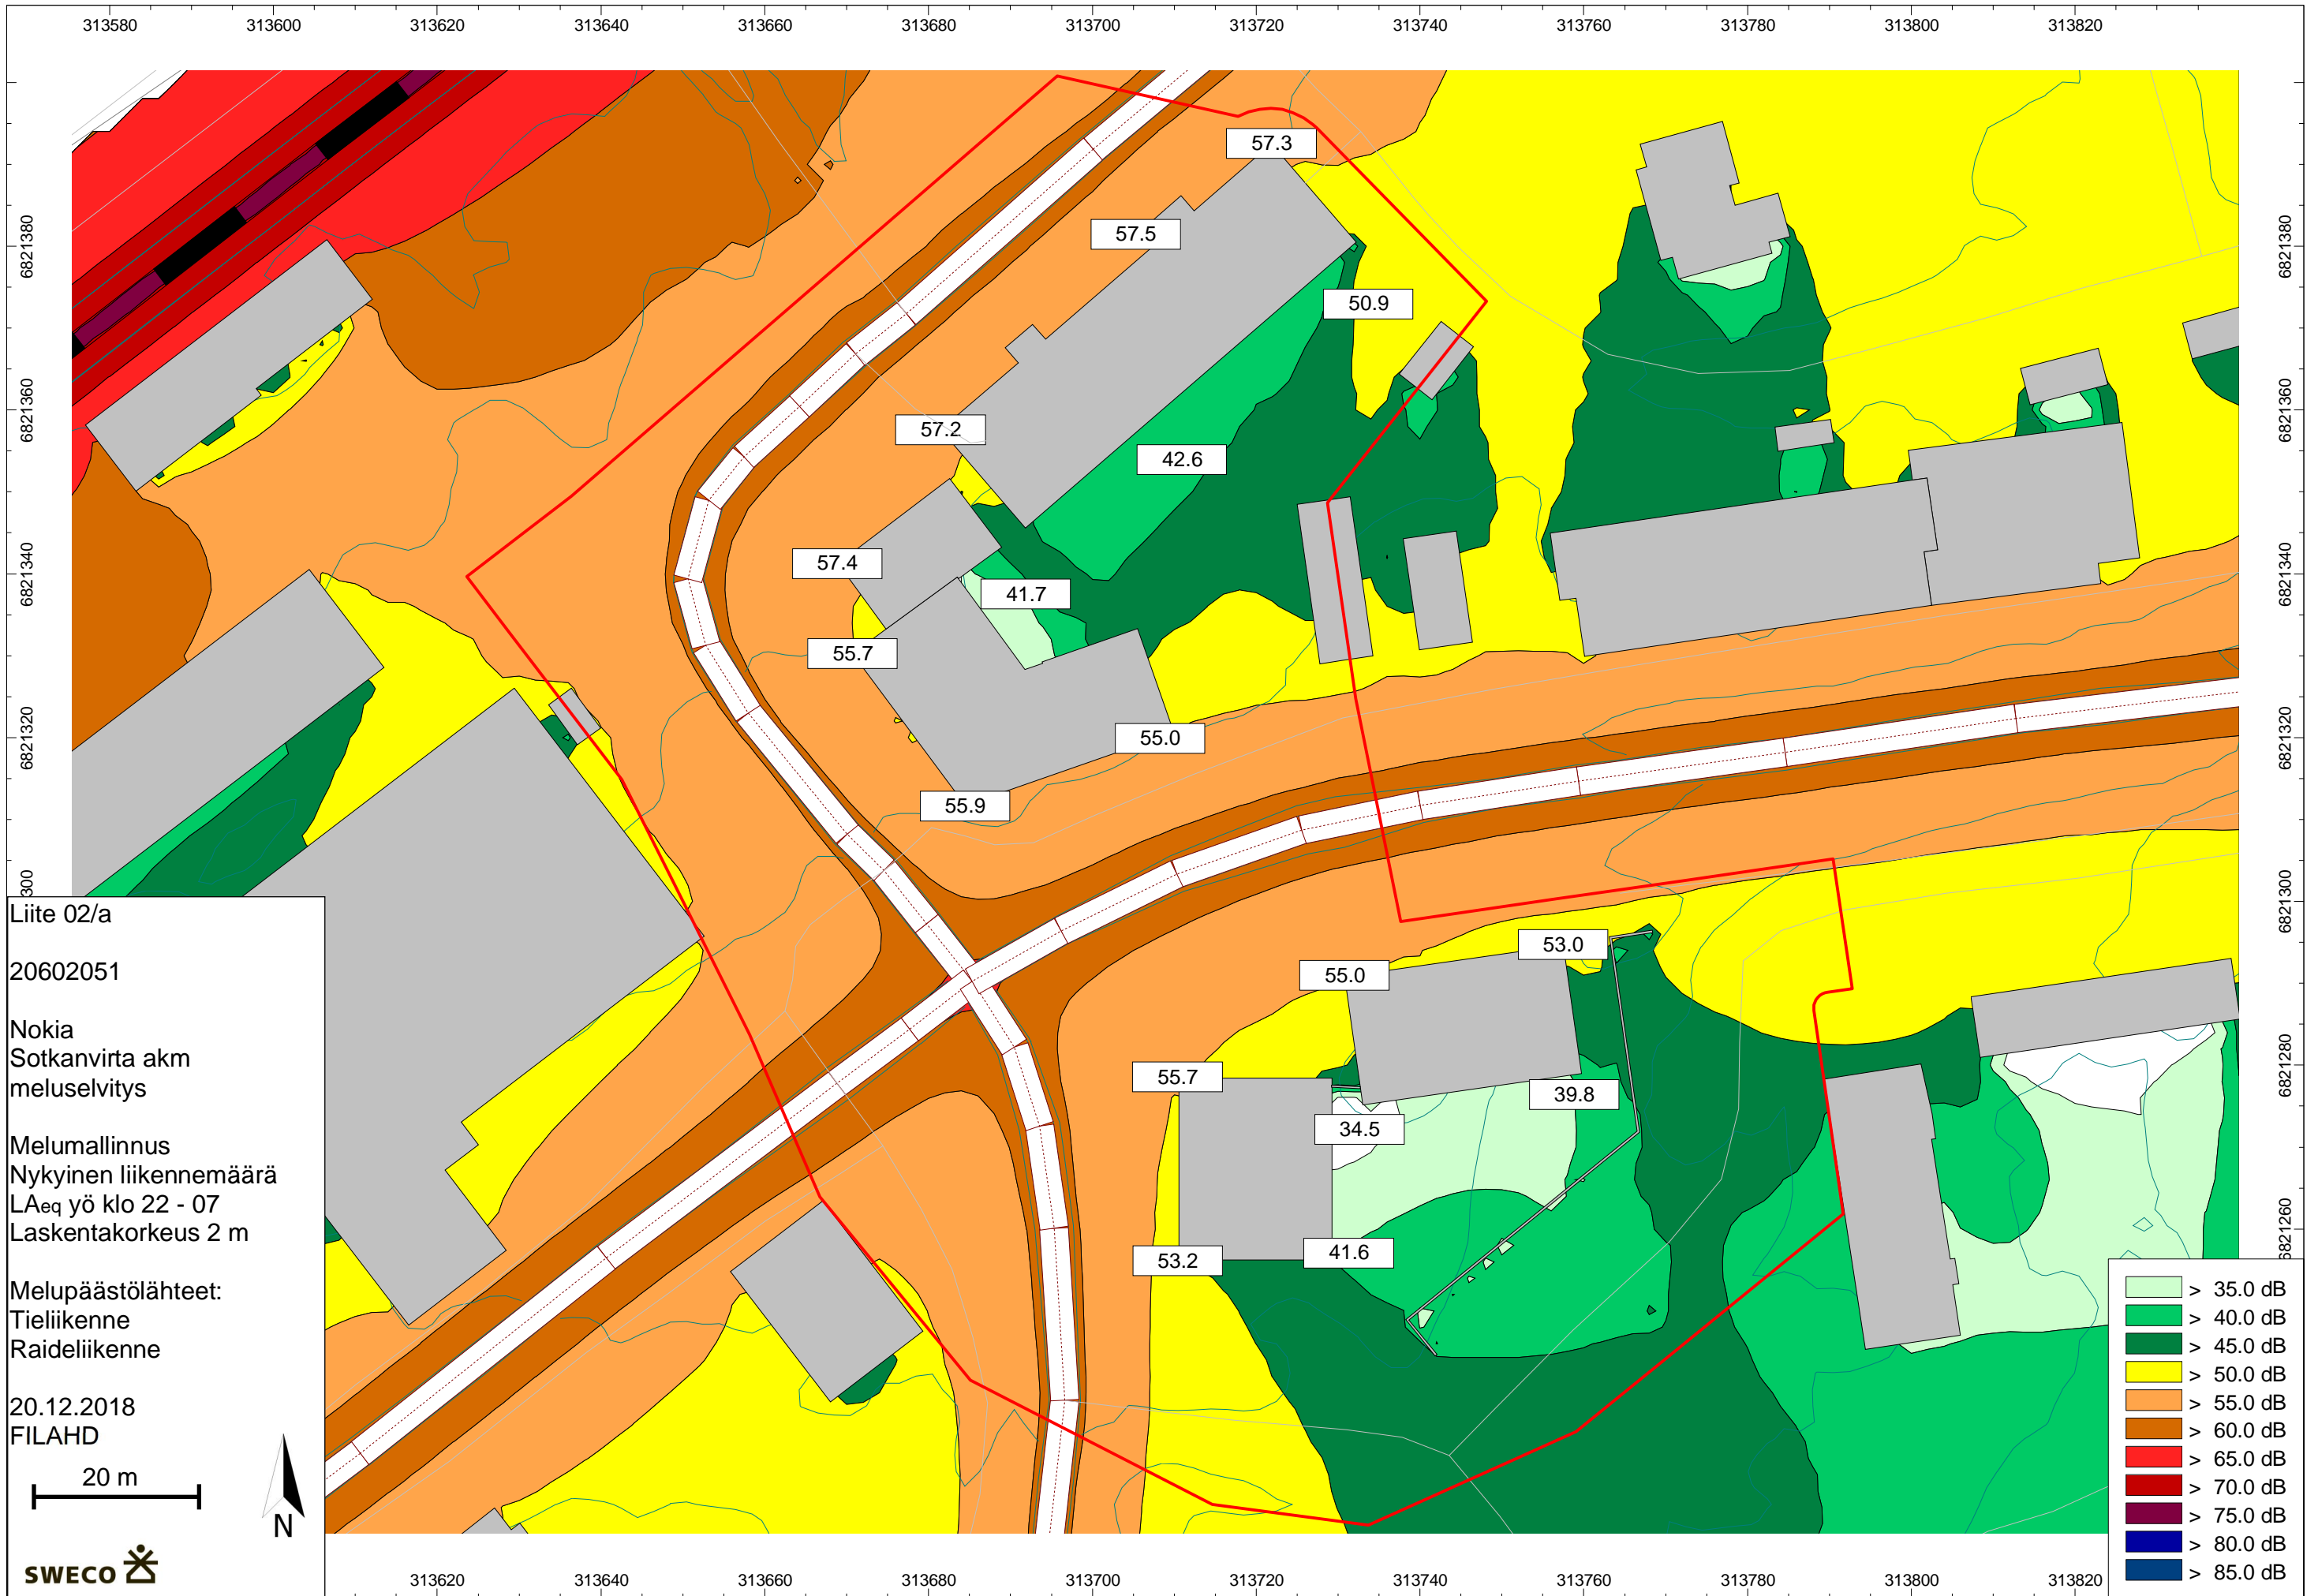 313580 313600 313620 313640 313660 313680 313700 313720 313740 313760 313780 313800 313820
6821380
6821360
6821340
6821320
6821300
6821380
6821360
6821340
6821320
6821300
6821280
6821260
57.3
57.5
50.9
57.2
42.6
57.4
41.7
55.7
55.0
55.9
53.0
55.0
55.7
39.8
34.5
53.2
41.6
Liite 02/a
20602051
Nokia
Sotkanvirta akm
meluselvitys
Melumallinnus
Nykyinen liikennemäärä
LAeq yö klo 22 - 07
Laskentakorkeus 2 m
Melupäästölähteet:
Tieliikenne
Raideliikenne
20.12.2018
FILAHD
20 m
N
SWECO
> 35.0 dB
> 40.0 dB
> 45.0 dB
> 50.0 dB
> 55.0 dB
> 60.0 dB
> 65.0 dB
> 70.0 dB
> 75.0 dB
> 80.0 dB
> 85.0 dB
313620 313640 313660 313680 313700 313720 313740 313760 313780 313800 313820